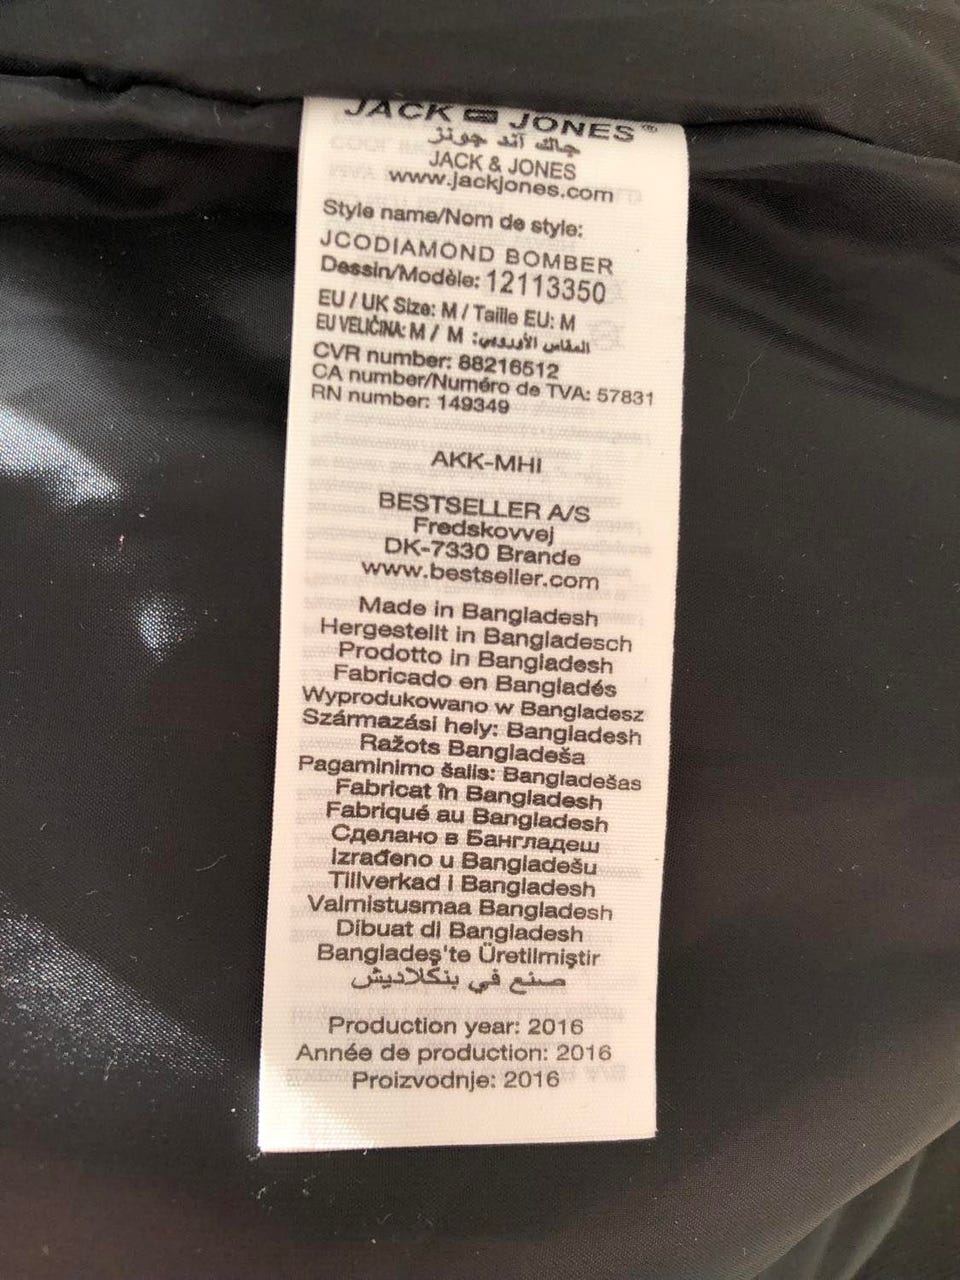 JACK JONES®
جاك آند جونز
JACK & JONES
www.jackjones.com
Style name/Nom de style:
JCODIAMOND BOMBER
Dessin/Modèle: 12113350
EU / UK Size: M / Taille EU: M
EU VELIČINA: M / M :المقاس الأوروبي
CVR number: 88216512
CA number/Numéro de TVA: 57831
RN number: 149349
AKK-MHI
BESTSELLER A/S
Fredskovvej
DK-7330 Brande
www.bestseller.com
Made in Bangladesh
Hergestellt in Bangladesch
Prodotto in Bangladesh
Fabricado en Bangladés
Wyprodukowano w Bangladesz
Származási hely: Bangladesh
Ražots Bangladeša
Pagaminimo šalis: Bangladešas
Fabricat în Bangladesh
Fabriqué au Bangladesh
Сделано в Бангладеш
Izrađeno u Bangladešu
Tillverkad i Bangladesh
Valmistusmaa Bangladesh
Dibuat di Bangladesh
Bangladeş'te Üretilmiştir
صنع في بنكلاديش
Production year: 2016
Année de production: 2016
Proizvodnje: 2016